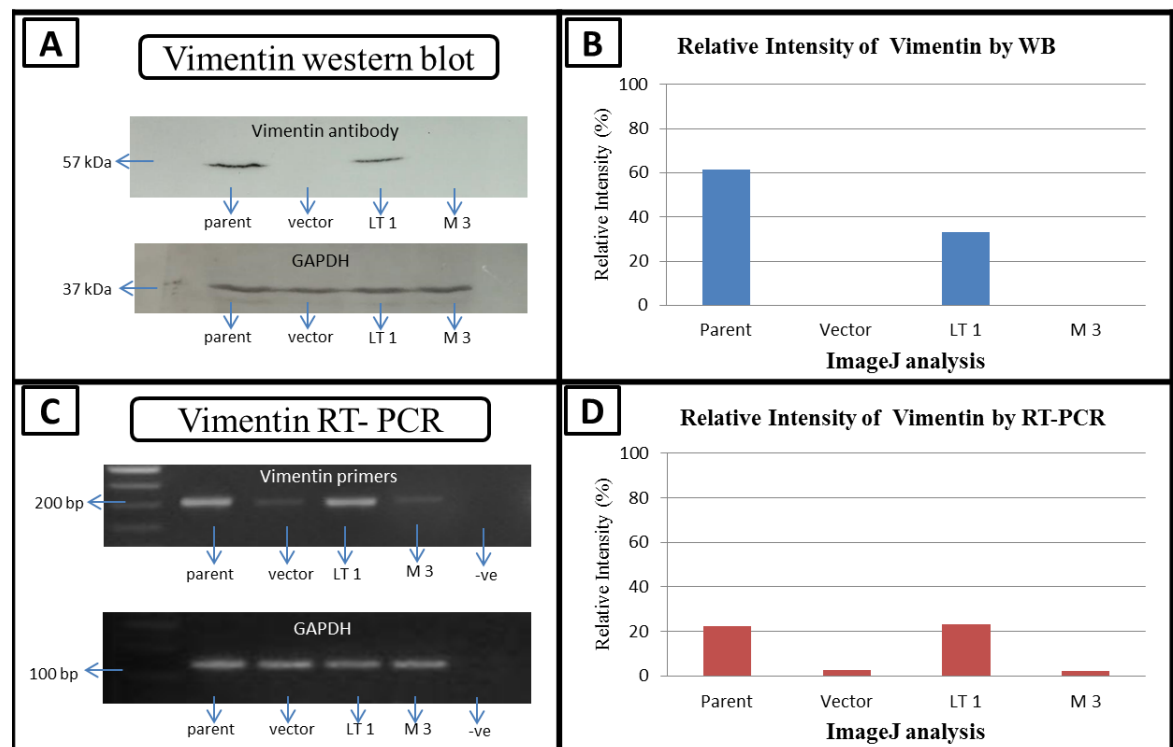 A
Vimentin western blot
Vimentin antibody
57 kDa
parent vector LT 1 M 3
GAPDH
37 kDa
parent vector LT 1 M 3
B
Relative Intensity of Vimentin by WB
Relative Intensity (%)
100
80
60
40
20
0
Parent Vector LT 1 M 3
ImageJ analysis
C
Vimentin RT- PCR
Vimentin primers
200 bp
parent vector LT 1 M 3 -ve
GAPDH
100 bp
parent vector LT 1 M 3 -ve
D
Relative Intensity of Vimentin by RT-PCR
Relative Intensity (%)
100
80
60
40
20
0
Parent Vector LT 1 M 3
ImageJ analysis